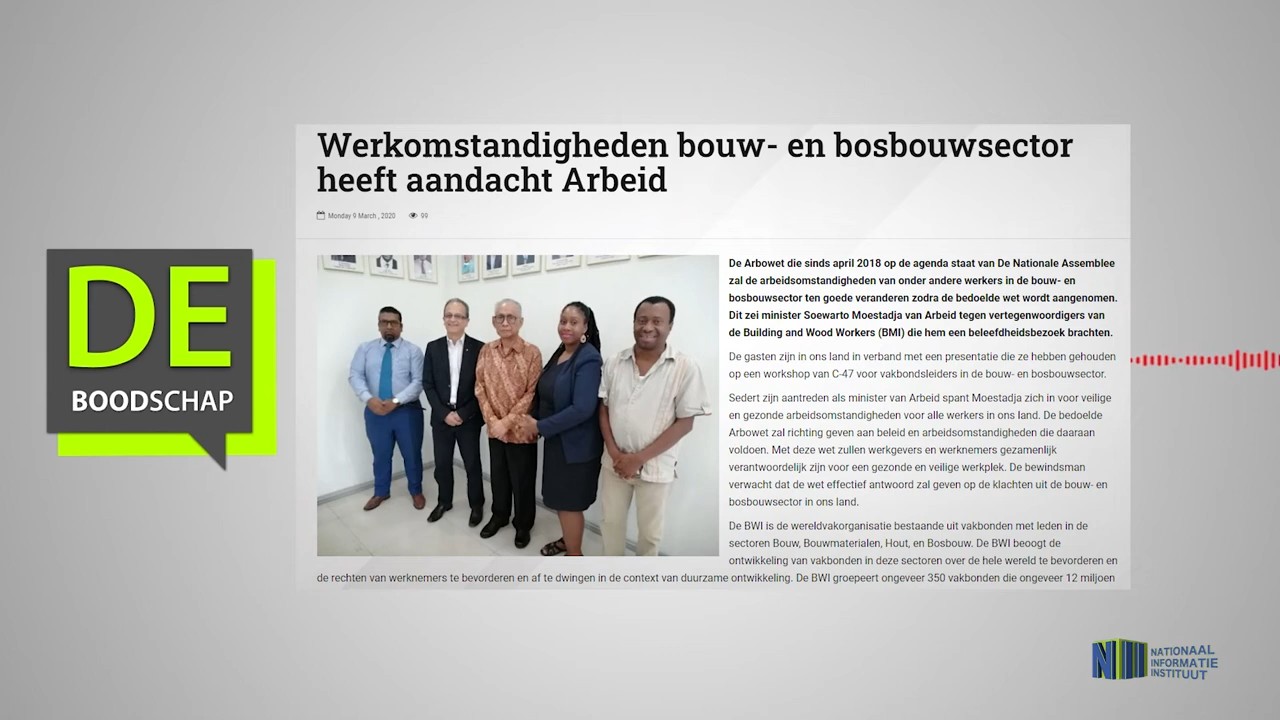 Werkomstandigheden bouw- en bosbouwsector
heeft aandacht Arbeid
Monday 9 March , 2020 99
DE
BOODSCHAP
De Arbowet die sinds april 2018 op de agenda staat van De Nationale Assemblee
zal de arbeidsomstandigheden van onder andere werkers in de bouw- en
bosbouwsector ten goede veranderen zodra de bedoelde wet wordt aangenomen.
Dit zei minister Soewarto Moestadja van Arbeid tegen vertegenwoordigers van
de Building and Wood Workers (BMI) die hem een beleefdheidsbezoek brachten.
De gasten zijn in ons land in verband met een presentatie die ze hebben gehouden
op een workshop van C-47 voor vakbondsleiders in de bouw- en bosbouwsector.
Sedert zijn aantreden als minister van Arbeid spant Moestadja zich in voor veilige
en gezonde arbeidsomstandigheden voor alle werkers in ons land. De bedoelde
Arbowet zal richting geven aan beleid en arbeidsomstandigheden die daaraan
voldoen. Met deze wet zullen werkgevers en werknemers gezamenlijk
verantwoordelijk zijn voor een gezonde en veilige werkplek. De bewindsman
verwacht dat de wet effectief antwoord zal geven op de klachten uit de bouw- en
bosbouwsector in ons land.
De BWI is de wereldvakorganisatie bestaande uit vakbonden met leden in de
sectoren Bouw, Bouwmaterialen, Hout, en Bosbouw. De BWI beoogt de
ontwikkeling van vakbonden in deze sectoren over de hele wereld te bevorderen en
de rechten van werknemers te bevorderen en af te dwingen in de context van duurzame ontwikkeling. De BWI groepeert ongeveer 350 vakbonden die ongeveer 12 miljoen
NII
NATIONAAL
INFORMATIE
INSTITUUT